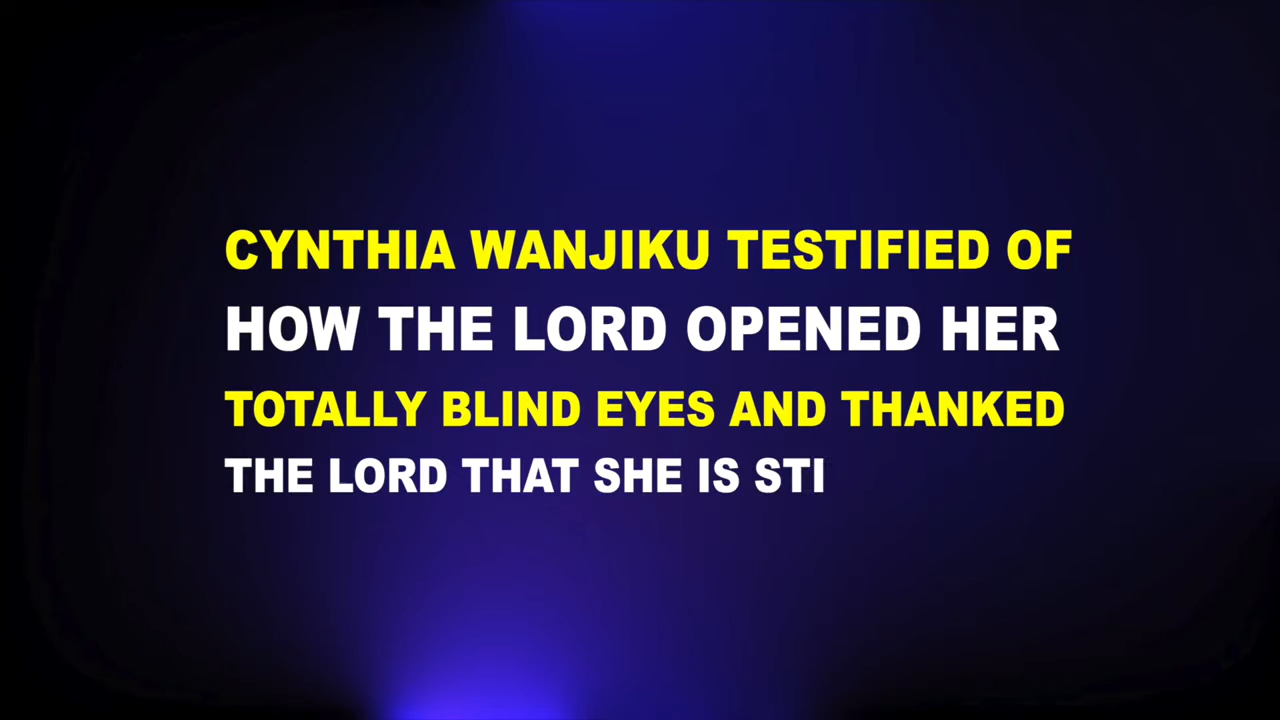 CYNTHIA WANJIKU TESTIFIED OF
HOW THE LORD OPENED HER
TOTALLY BLIND EYES AND THANKED
THE LORD THAT SHE IS STI